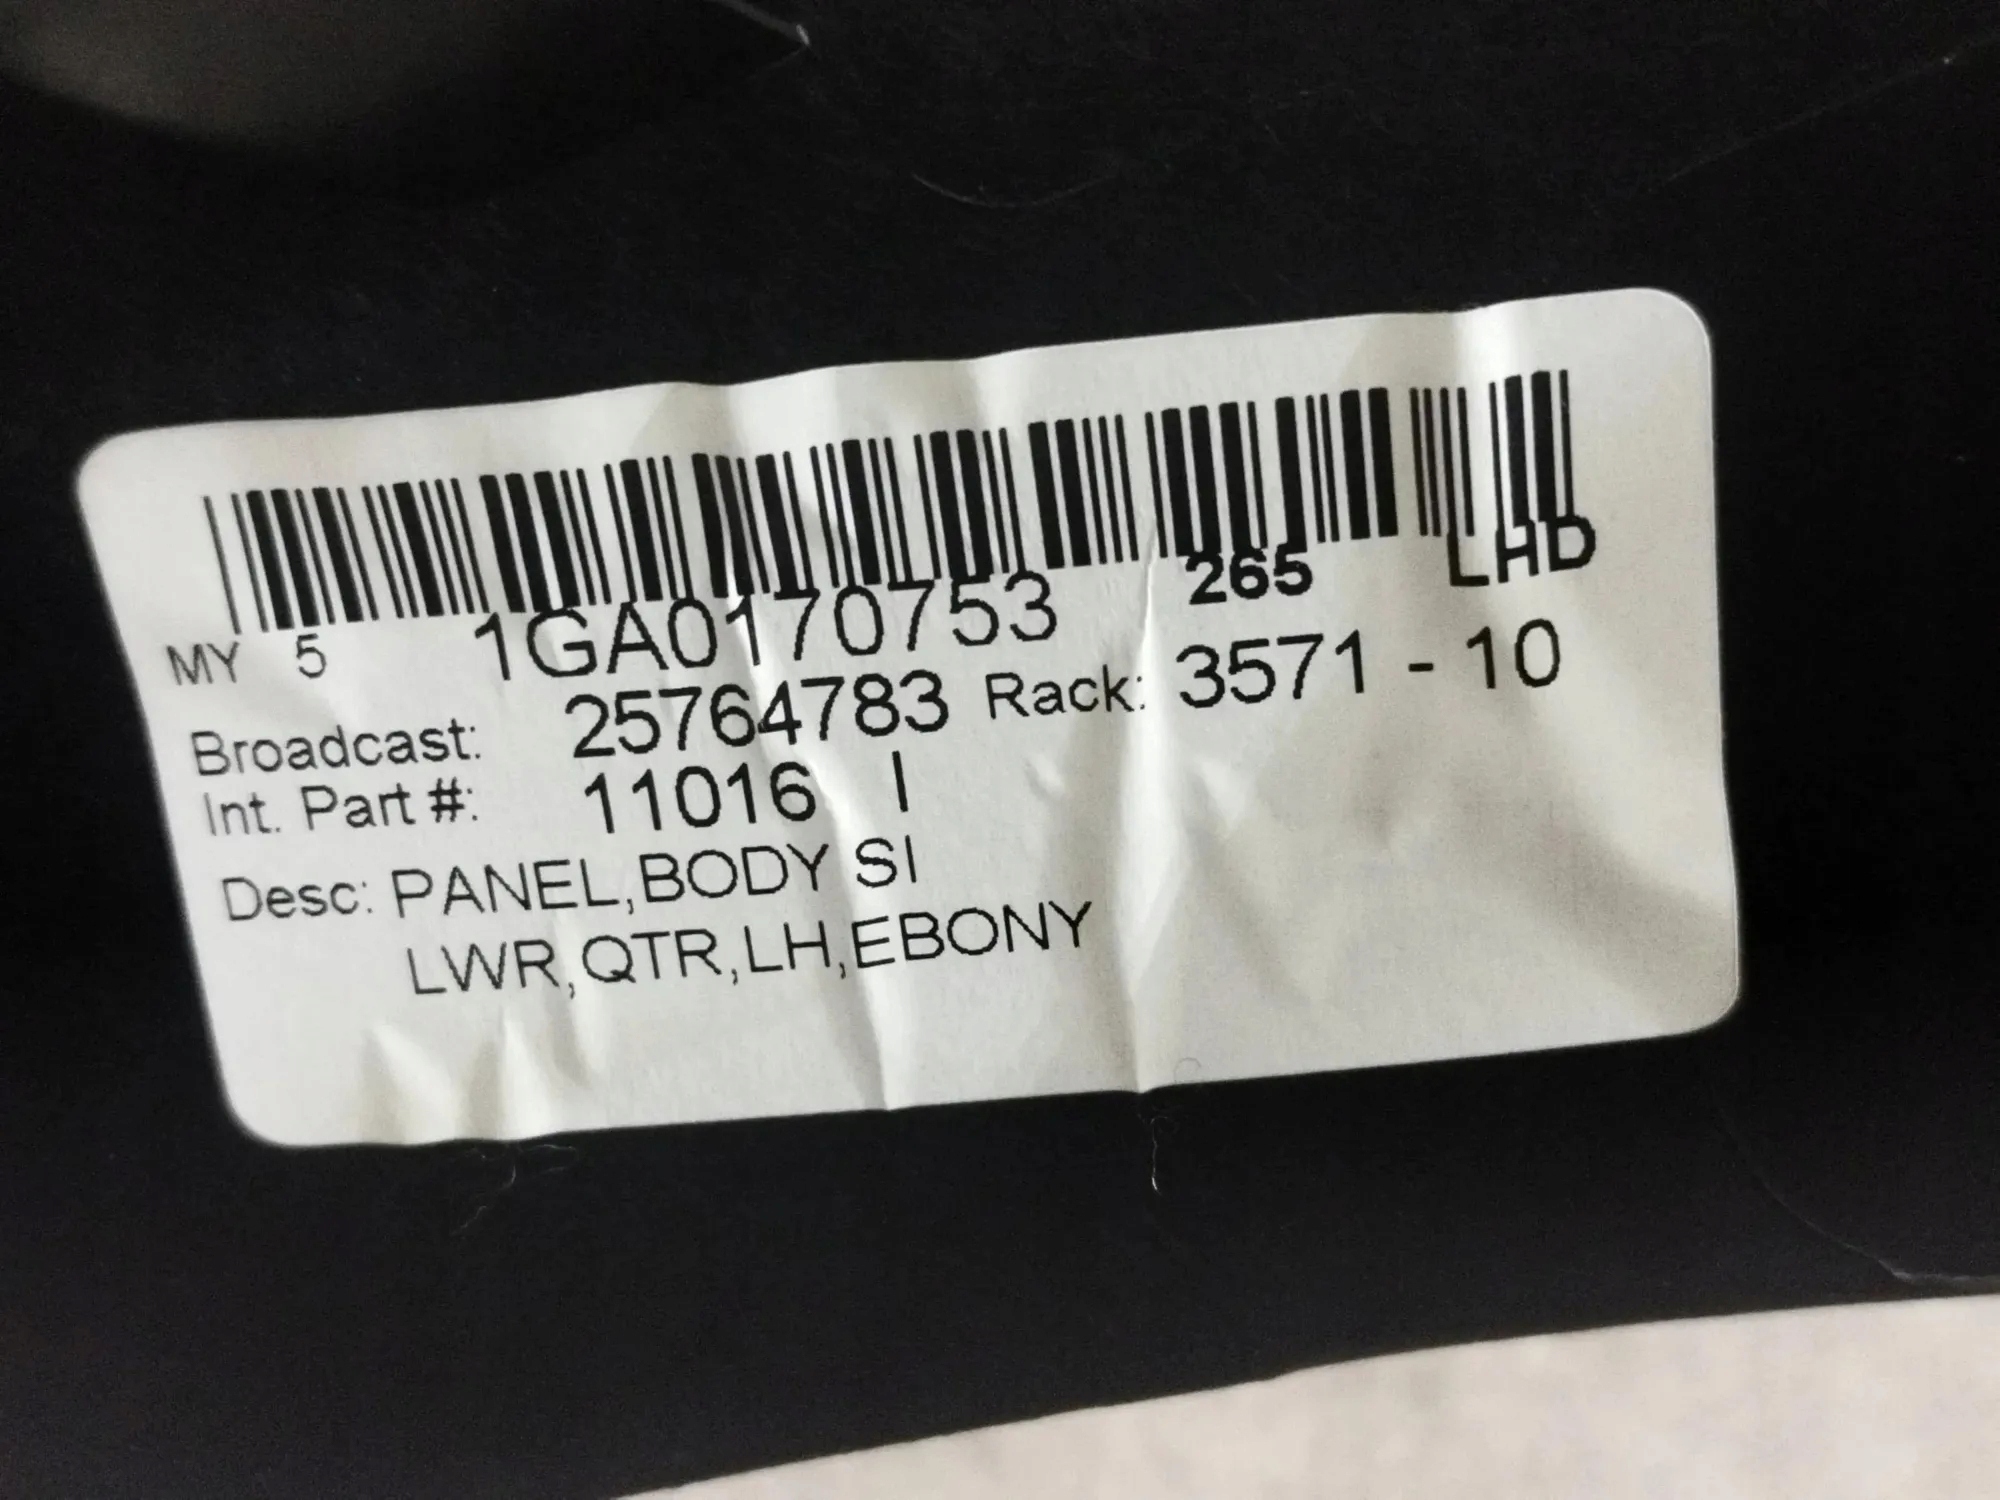 MY 5 1GA0170753 265 LHD
Broadcast: 25764783 Rack: 3571 - 10
Int. Part #: 11016 I
Desc: PANEL,BODY SI
LWR,QTR,LH,EBONY